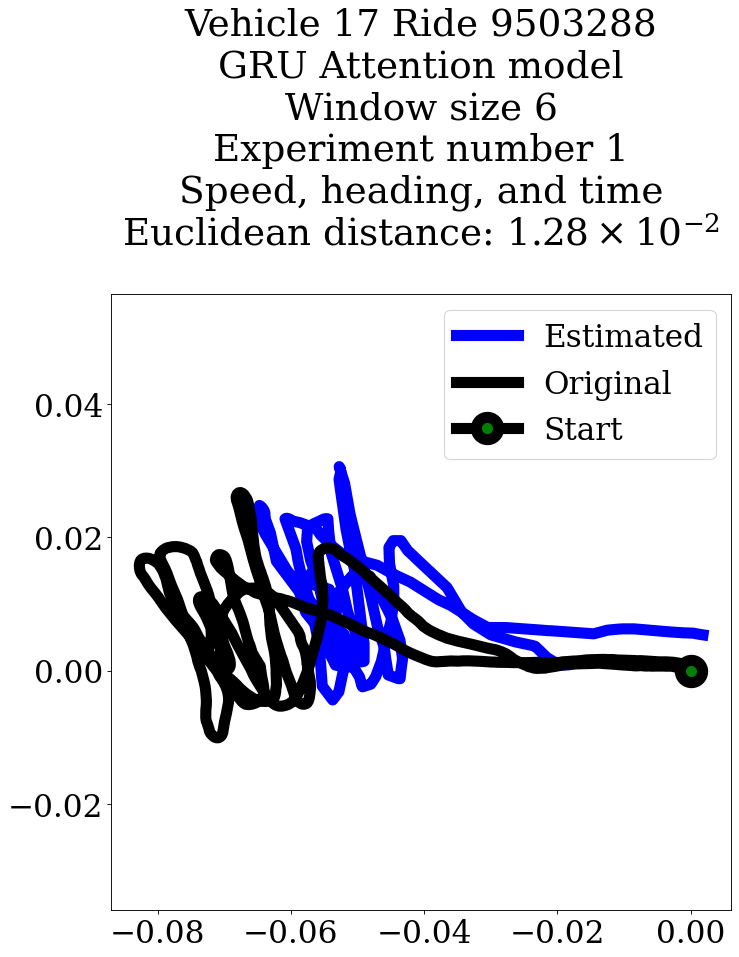 Vehicle 17 Ride 9503288
GRU Attention model
Window size 6
Experiment number 1
Speed, heading, and time
Euclidean distance: 1.28 × 10⁻²
Estimated
Original
Start
0.04
0.02
0.00
−0.02
−0.08 −0.06 −0.04 −0.02 0.00